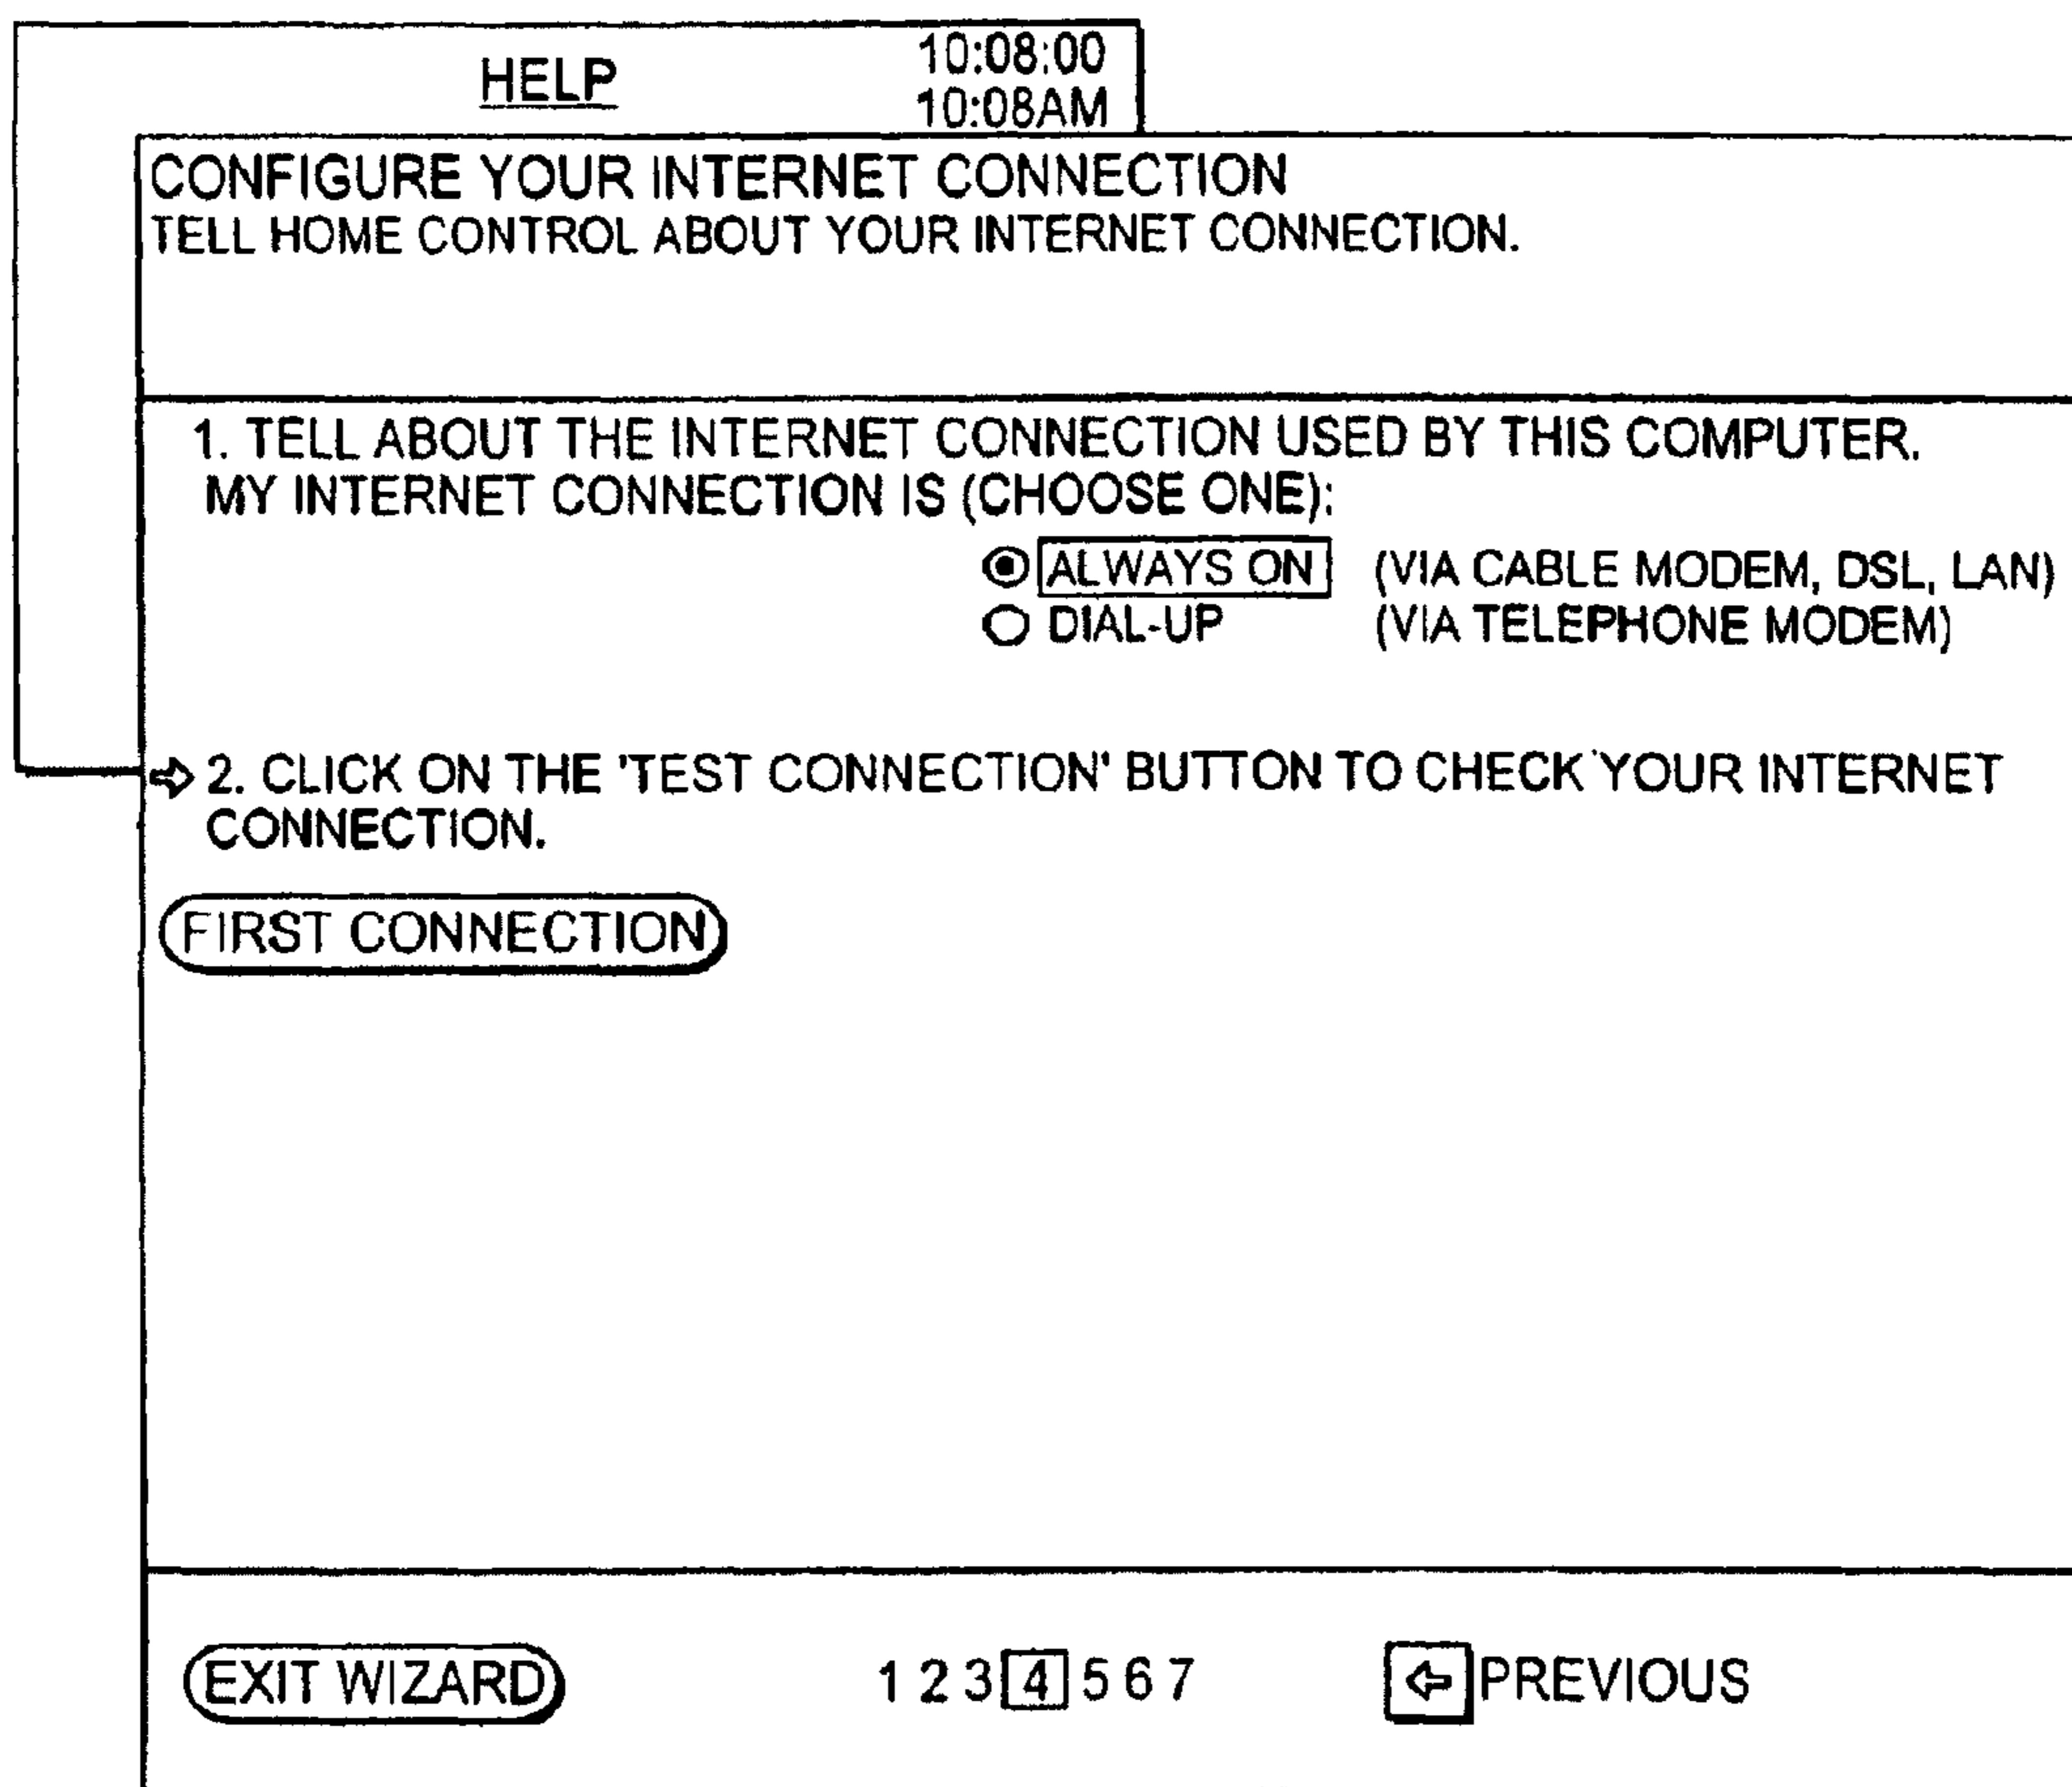 HELP
10:08:00
10:08AM
CONFIGURE YOUR INTERNET CONNECTION
TELL HOME CONTROL ABOUT YOUR INTERNET CONNECTION.
1. TELL ABOUT THE INTERNET CONNECTION USED BY THIS COMPUTER.
MY INTERNET CONNECTION IS (CHOOSE ONE):
ALWAYS ON (VIA CABLE MODEM, DSL, LAN)
DIAL-UP (VIA TELEPHONE MODEM)
2. CLICK ON THE 'TEST CONNECTION' BUTTON TO CHECK YOUR INTERNET
CONNECTION.
FIRST CONNECTION
EXIT WIZARD 1 2 3 4 5 6 7 PREVIOUS